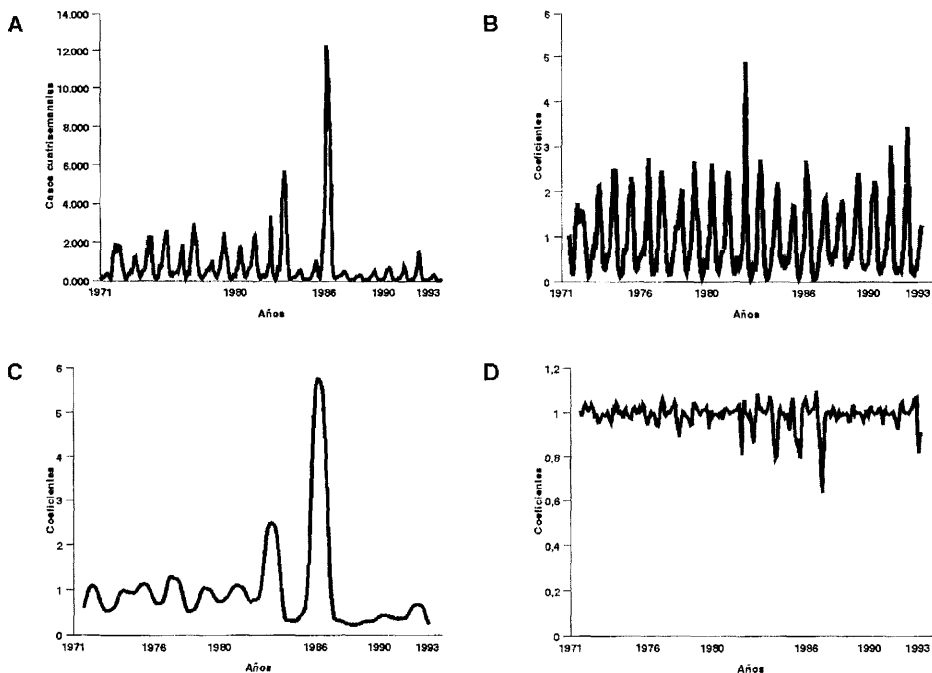 A
14.000
12.000
10.000
8.000
6.000
4.000
2.000
0.000
Casos cuatrisemanales
1971 1980 1986 1990 1993
Años
B
6
5
4
3
2
1
0
Coeficientes
1971 1976 1980 1986 1990 1993
Años
C
6
5
4
3
2
1
0
Coeficientes
1971 1976 1980 1986 1990 1993
Años
D
1,2
1
0,8
0,6
0,4
0,2
0
Coeficientes
1971 1976 1980 1986 1990 1993
Años